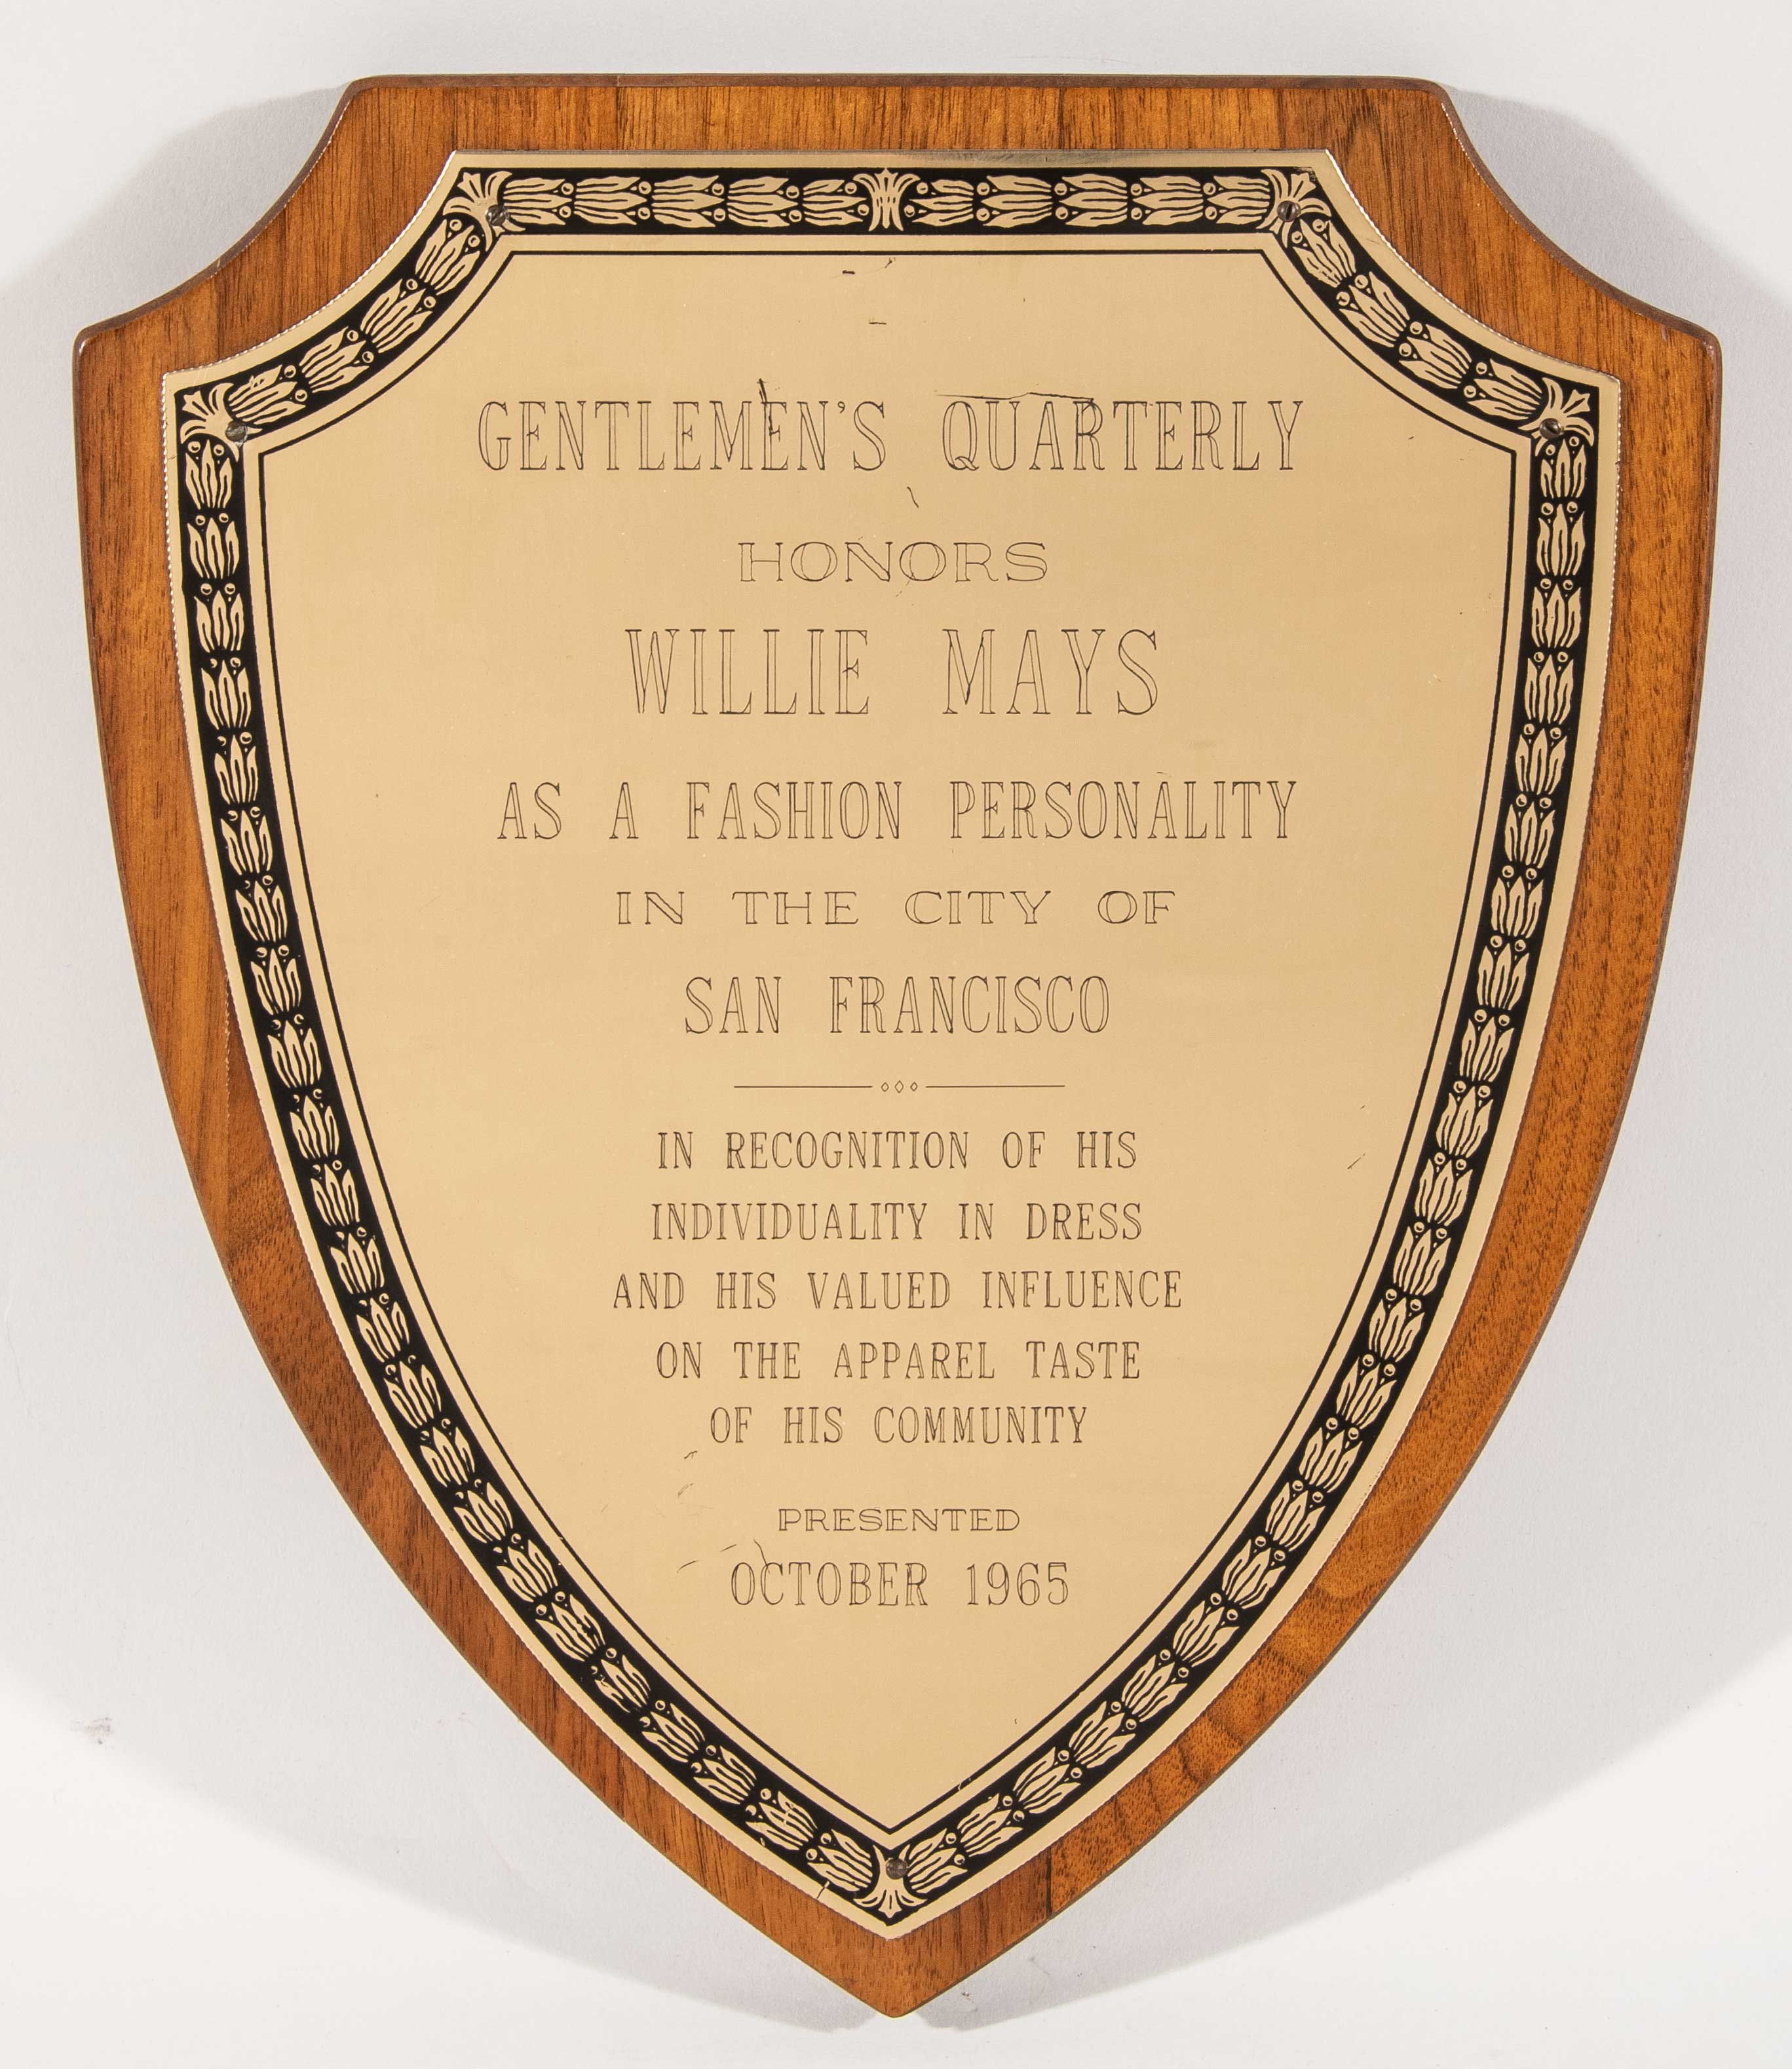 GENTLEMEN'S QUARTERLY
HONORS
WILLIE MAYS
AS A FASHION PERSONALITY
IN THE CITY OF
SAN FRANCISCO
IN RECOGNITION OF HIS
INDIVIDUALITY IN DRESS
AND HIS VALUED INFLUENCE
ON THE APPAREL TASTE
OF HIS COMMUNITY
PRESENTED
OCTOBER 1965